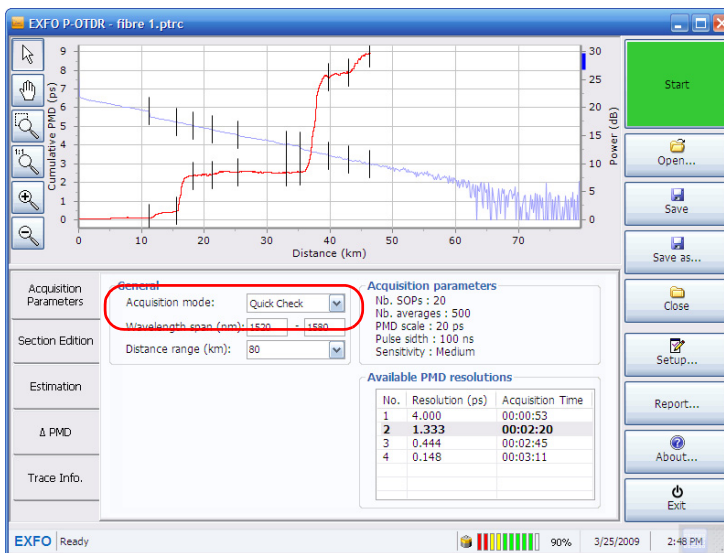 EXFO P-OTDR - fibre 1.ptrc
1:1
Cumulative PMD (ps)
9
8
7
6
5
4
3
2
1
0
30
25
20
15
10
5
0
Power (dB)
0 10 20 30 40 50 60 70
Distance (km)
Start
Open...
Save
Save as...
Close
Setup...
Report...
About...
Exit
Acquisition
Parameters
Section Edition
Estimation
Δ PMD
Trace Info.
General
Acquisition mode: Quick Check
Wavelength span (nm): 1520 - 1580
Distance range (km): 80
Acquisition parameters
Nb. SOPs : 20
Nb. averages : 500
PMD scale : 20 ps
Pulse sidth : 100 ns
Sensitivity : Medium
Available PMD resolutions
No. Resolution (ps) Acquisition Time
1 4.000 00:00:53
2 1.333 00:02:20
3 0.444 00:02:45
4 0.148 00:03:11
EXFO Ready 90% 3/25/2009 2:48 PM